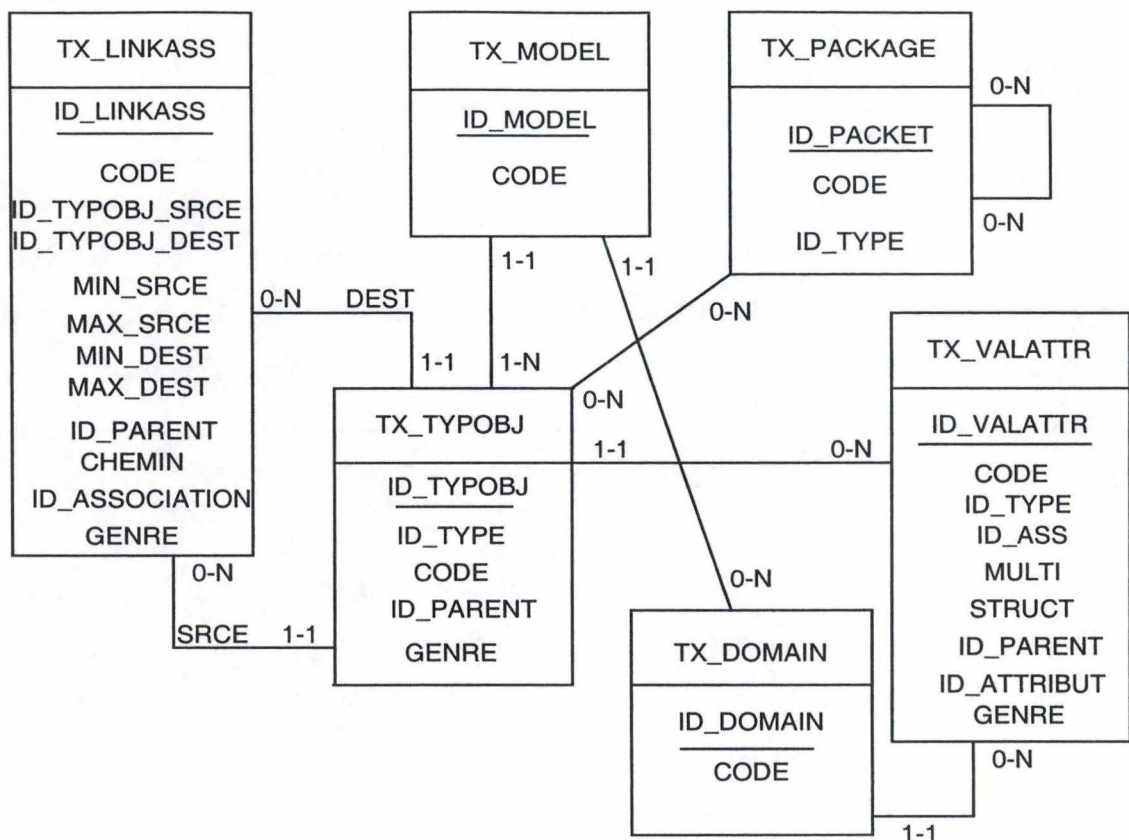 TX_LINKASS
ID_LINKASS
CODE
ID_TYPOBJ_SRCE
ID_TYPOBJ_DEST
MIN_SRCE
MAX_SRCE
MIN_DEST
MAX_DEST
ID_PARENT
CHEMIN
ID_ASSOCIATION
GENRE
TX_MODEL
ID_MODEL
CODE
TX_PACKAGE
ID_PACKET
CODE
ID_TYPE
0-N
0-N
1-1
1-1
0-N
0-N
DEST
1-1
1-N
0-N
TX_TYPOBJ
ID_TYPOBJ
ID_TYPE
CODE
ID_PARENT
GENRE
1-1
0-N
TX_VALATTR
ID_VALATTR
CODE
ID_TYPE
ID_ASS
MULTI
STRUCT
ID_PARENT
ID_ATTRIBUT
GENRE
0-N
SRCE
1-1
0-N
TX_DOMAIN
ID_DOMAIN
CODE
0-N
1-1